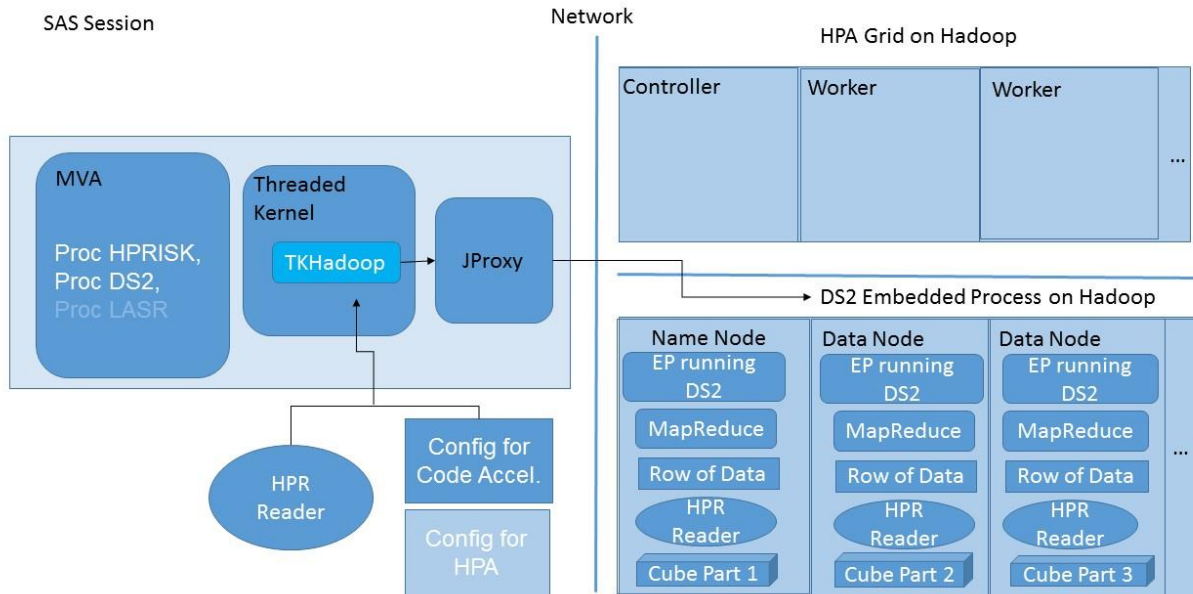 SAS Session
Network
HPA Grid on Hadoop
Controller
Worker
Worker
...
MVA
Proc HPRISK,
Proc DS2,
Proc LASR
Threaded
Kernel
TKHadoop
JProxy
DS2 Embedded Process on Hadoop
Name Node
EP running
DS2
MapReduce
Row of Data
HPR
Reader
Cube Part 1
Data Node
EP running
DS2
MapReduce
Row of Data
HPR
Reader
Cube Part 2
Data Node
EP running
DS2
MapReduce
Row of Data
HPR
Reader
Cube Part 3
...
HPR
Reader
Config for
Code Accel.
Config for
HPA